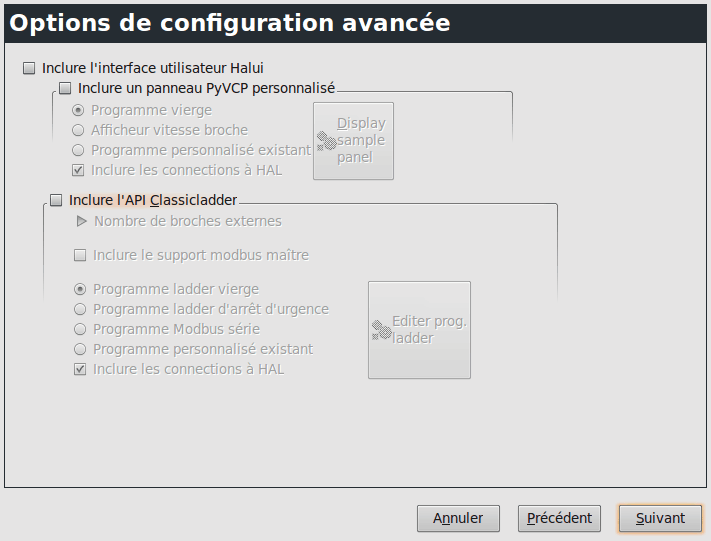 Options de configuration avancée
Inclure l'interface utilisateur Halui
Inclure un panneau PyVCP personnalisé
Programme vierge
Afficheur vitesse broche
Programme personnalisé existant
Inclure les connections à HAL
Display
sample
panel
Inclure l'API Classicladder
Nombre de broches externes
Inclure le support modbus maître
Programme ladder vierge
Programme ladder d'arrêt d'urgence
Programme Modbus série
Programme personnalisé existant
Inclure les connections à HAL
Editer prog.
ladder
Annuler
Précédent
Suivant